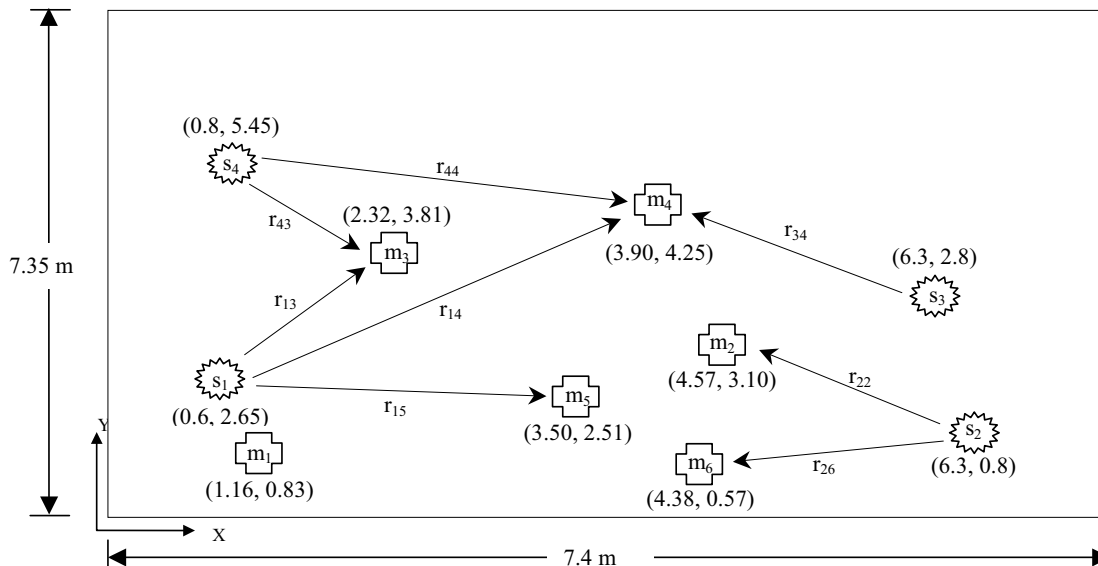 (0.8, 5.45)
s₄
r₄₄
m₄
r₄₃
(2.32, 3.81)
(3.90, 4.25)
r₃₄
(6.3, 2.8)
7.35 m
m₃
s₃
r₁₃
r₁₄
m₂
s₁
(4.57, 3.10)
r₂₂
r₁₅
m₅
(0.6, 2.65)
Y
(3.50, 2.51)
s₂
m₁
m₆
r₂₆
(6.3, 0.8)
(1.16, 0.83)
(4.38, 0.57)
X
7.4 m